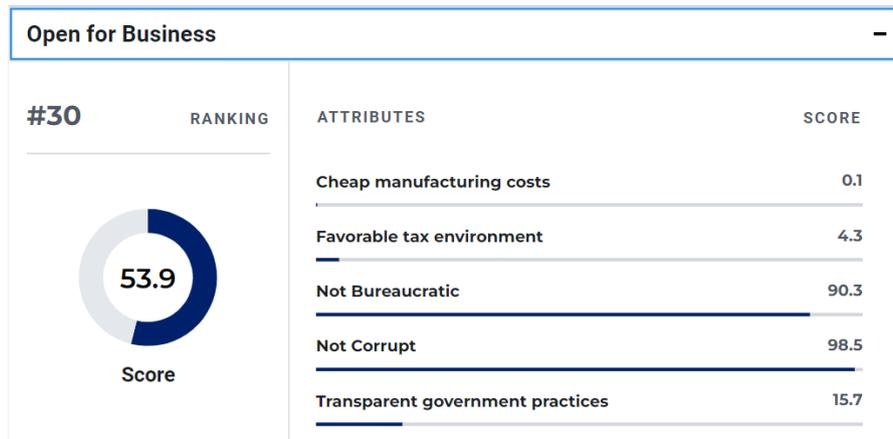 Open for Business
#30 RANKING
53.9
Score
ATTRIBUTES SCORE
Cheap manufacturing costs 0.1
Favorable tax environment 4.3
Not Bureaucratic 90.3
Not Corrupt 98.5
Transparent government practices 15.7